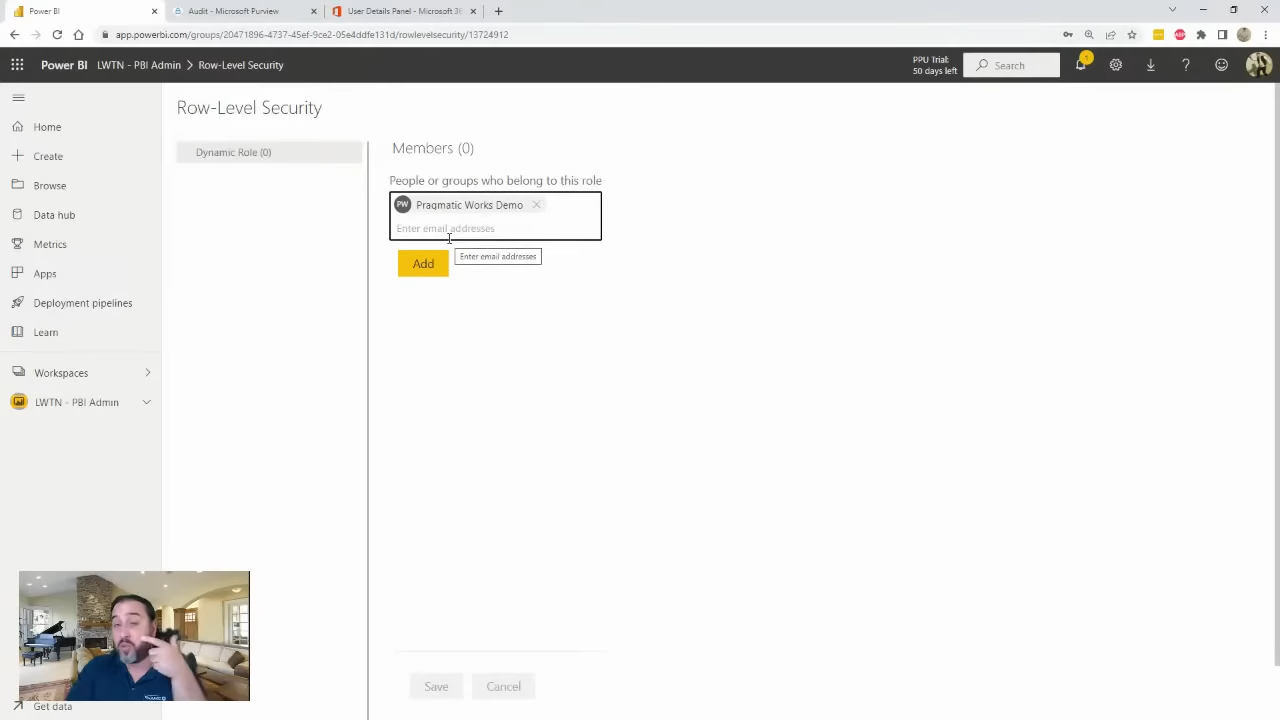 Power BI
Audit - Microsoft Purview
User Details Panel - Microsoft 36
app.powerbi.com/groups/20471896-4737-45ef-9ce2-05e4ddfe131d/rowlevelsecurity/13724912
Power BI LWTN - PBI Admin > Row-Level Security
PPU Trial:
50 days left
Search
1
Row-Level Security
Home
Create
Browse
Data hub
Metrics
Apps
Deployment pipelines
Learn
Workspaces
LWTN - PBI Admin
Get data
Dynamic Role (0)
Members (0)
People or groups who belong to this role
PW Pragmatic Works Demo
Enter email addresses
Enter email addresses
Add
Save Cancel